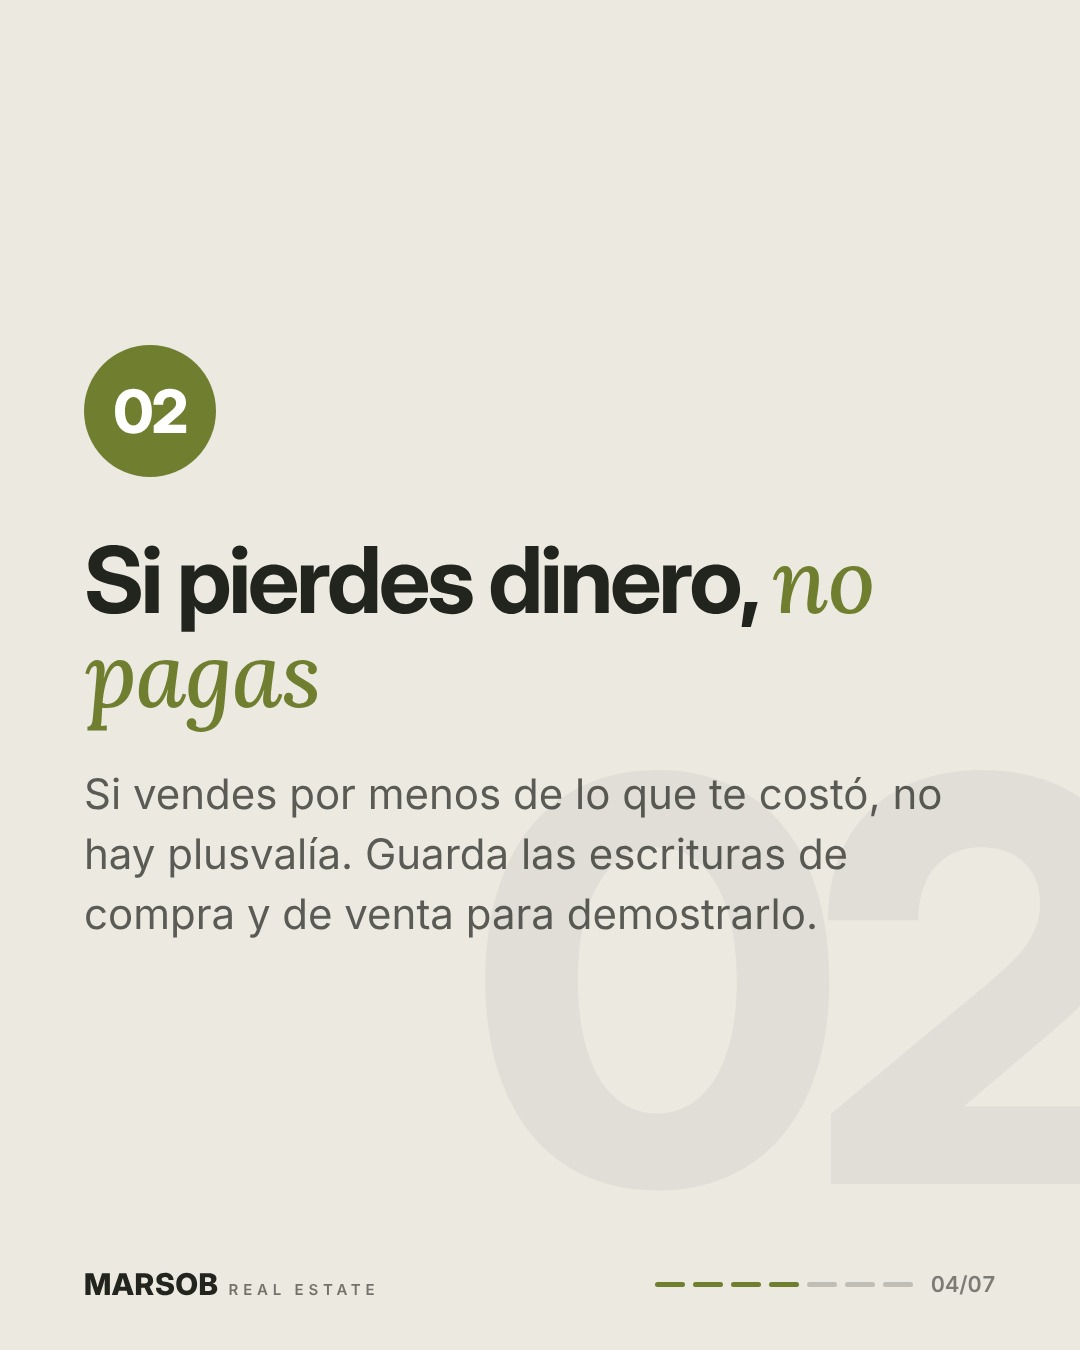 02
Si pierdes dinero, no
pagas
Si vendes por menos de lo que te costó, no
hay plusvalía. Guarda las escrituras de
compra y de venta para demostrarlo.
02
MARSOB REAL ESTATE
04/07